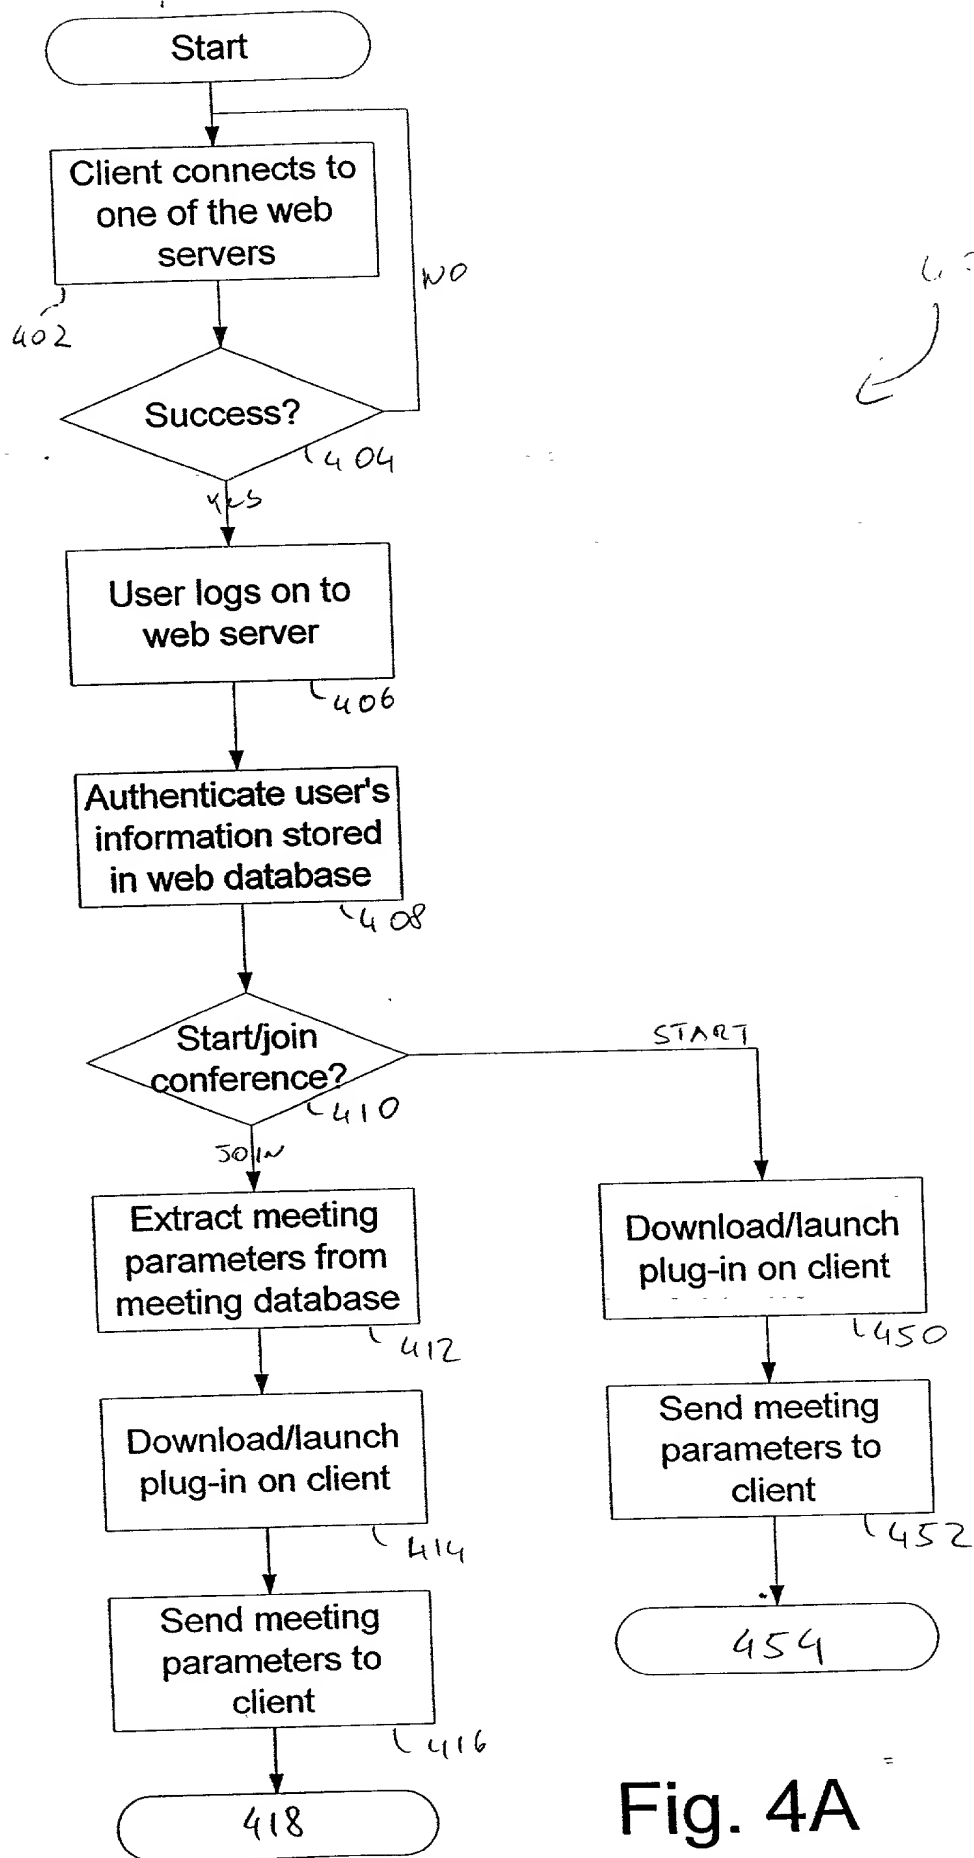 Start
Client connects to
one of the web
servers
NO
402
Success?
404
YES
User logs on to
web server
406
Authenticate user's
information stored
in web database
408
Start/join
conference?
410
START
JOIN
Extract meeting
parameters from
meeting database
412
Download/launch
plug-in on client
450
Download/launch
plug-in on client
414
Send meeting
parameters to
client
452
Send meeting
parameters to
client
416
454
418
Fig. 4A